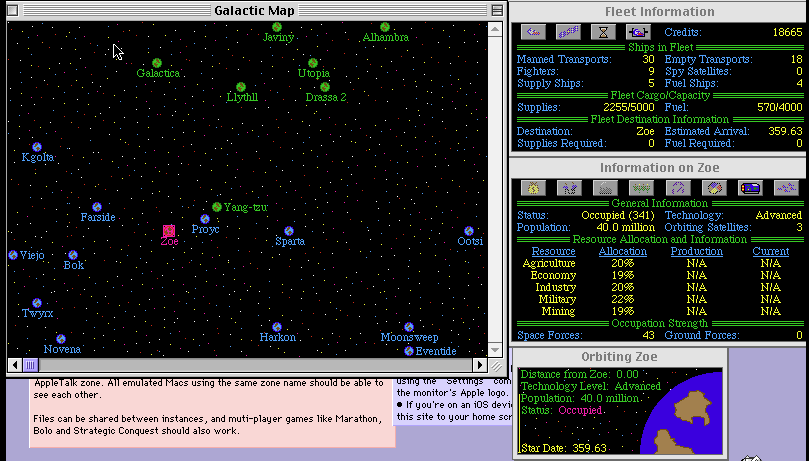 Galactic Map
Javiny
Alhambra
Galactica
Utopia
Llythll
Drassa 2
Kgolta
Farside
Yang-tzu
Proyc
Zoe
Sparta
Ootsi
Viejo
Bok
Twyrx
Novena
Harkon
Moonsweep
Eventide
Fleet Information
Credits: 18665
Ships in Fleet
Manned Transports: 30 Empty Transports: 18
Fighters: 9 Spy Satellites: 0
Supply Ships: 5 Fuel Ships: 4
Fleet Cargo/Capacity
Supplies: 2255/5000 Fuel: 570/4000
Fleet Destination Information
Destination: Zoe Estimated Arrival: 359.63
Supplies Required: 0 Fuel Required: 0
Information on Zoe
General Information
Status: Occupied (341) Technology: Advanced
Population: 40.0 million Orbiting Satellites: 3
Resource Allocation and Information
Resource Allocation Production Current
Agriculture 20% N/A N/A
Economy 19% N/A N/A
Industry 20% N/A N/A
Military 22% N/A N/A
Mining 19% N/A N/A
Occupation Strength
Space Forces: 43 Ground Forces: 0
Orbiting Zoe
Distance from Zoe: 0.00
Technology Level: Advanced
Population: 40.0 million
Status: Occupied
Star Date: 359.63
AppleTalk zone. All emulated Macs using the same zone name should be able to
see each other.
Files can be shared between instances, and muti-player games like Marathon,
Bolo and Strategic Conquest should also work.
using the "Settings" com
the monitor's Apple logo.
● If you're on an iOS devic
this site to your home scr